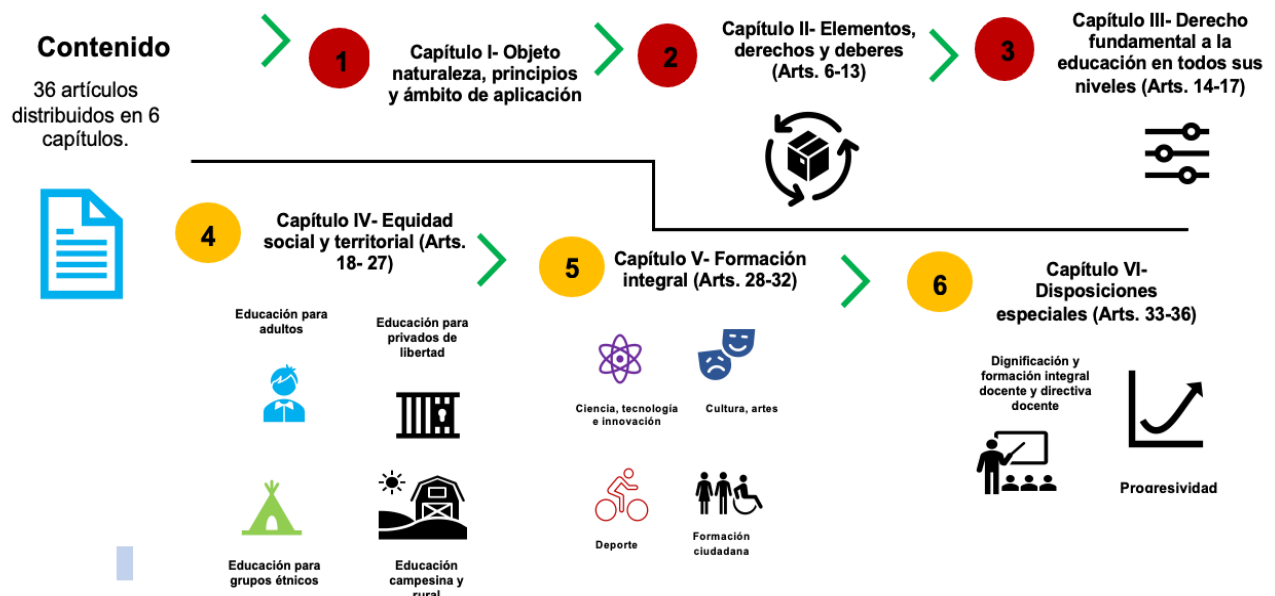 Contenido
36 artículos
distribuidos en 6
capítulos.
1
Capítulo I- Objeto
naturaleza, principios
y ámbito de aplicación
2
Capítulo II- Elementos,
derechos y deberes
(Arts. 6-13)
3
Capítulo III- Derecho
fundamental a la
educación en todos sus
niveles (Arts. 14-17)
4
Capítulo IV- Equidad
social y territorial (Arts.
18- 27)
Educación para
adultos
Educación para
privados de
libertad
Educación para
grupos étnicos
Educación
campesina y
rural
5
Capítulo V- Formación
integral (Arts. 28-32)
Ciencia, tecnología
e innovación
Cultura, artes
Deporte
Formación
ciudadana
6
Capítulo VI-
Disposiciones
especiales (Arts. 33-36)
Dignificación y
formación integral
docente y directiva
docente
Progresividad